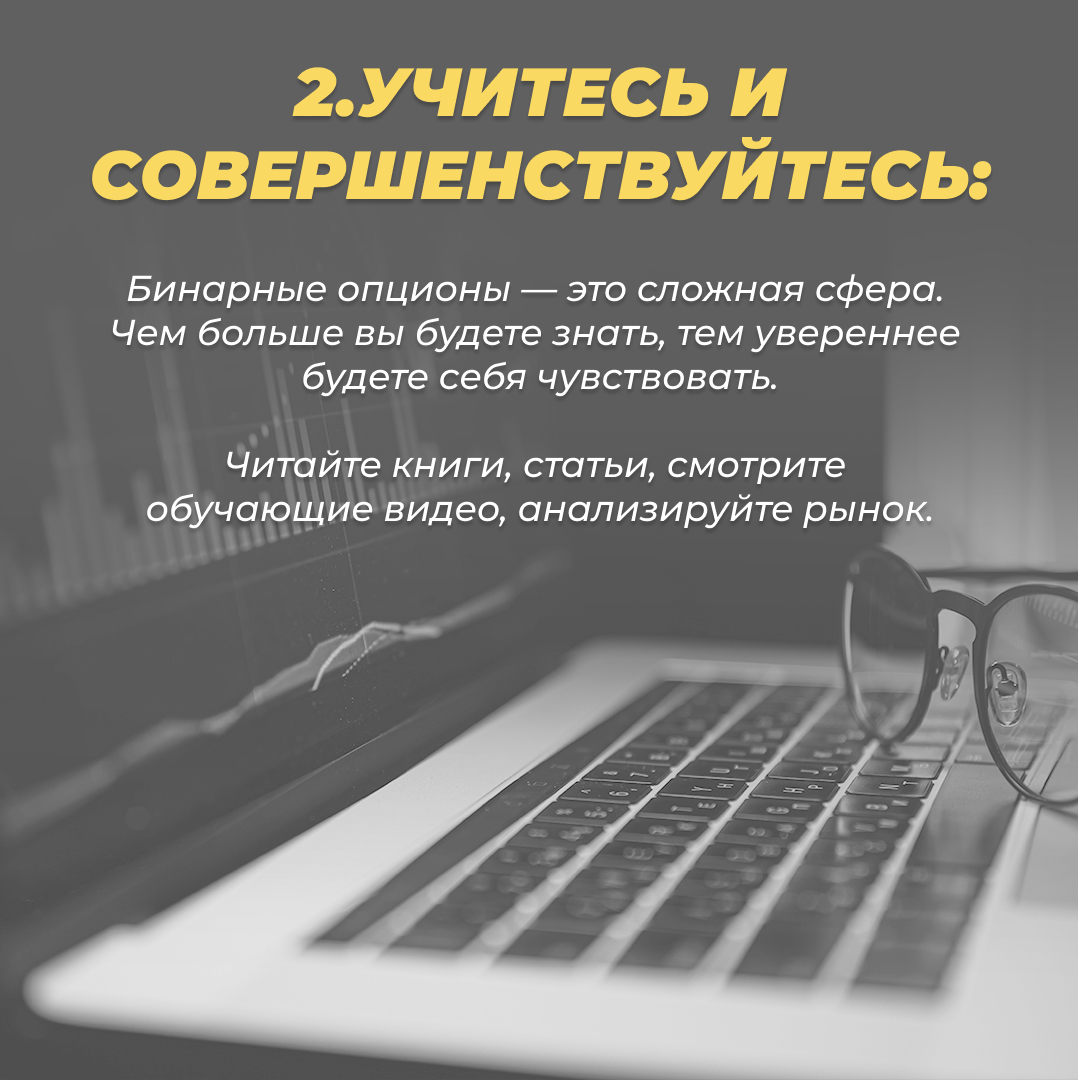 2.УЧИТЕСЬ И
СОВЕРШЕНСТВУЙТЕСЬ:
Бинарные опционы — это сложная сфера.
Чем больше вы будете знать, тем увереннее
будете себя чувствовать.
Читайте книги, статьи, смотрите
обучающие видео, анализируйте рынок.